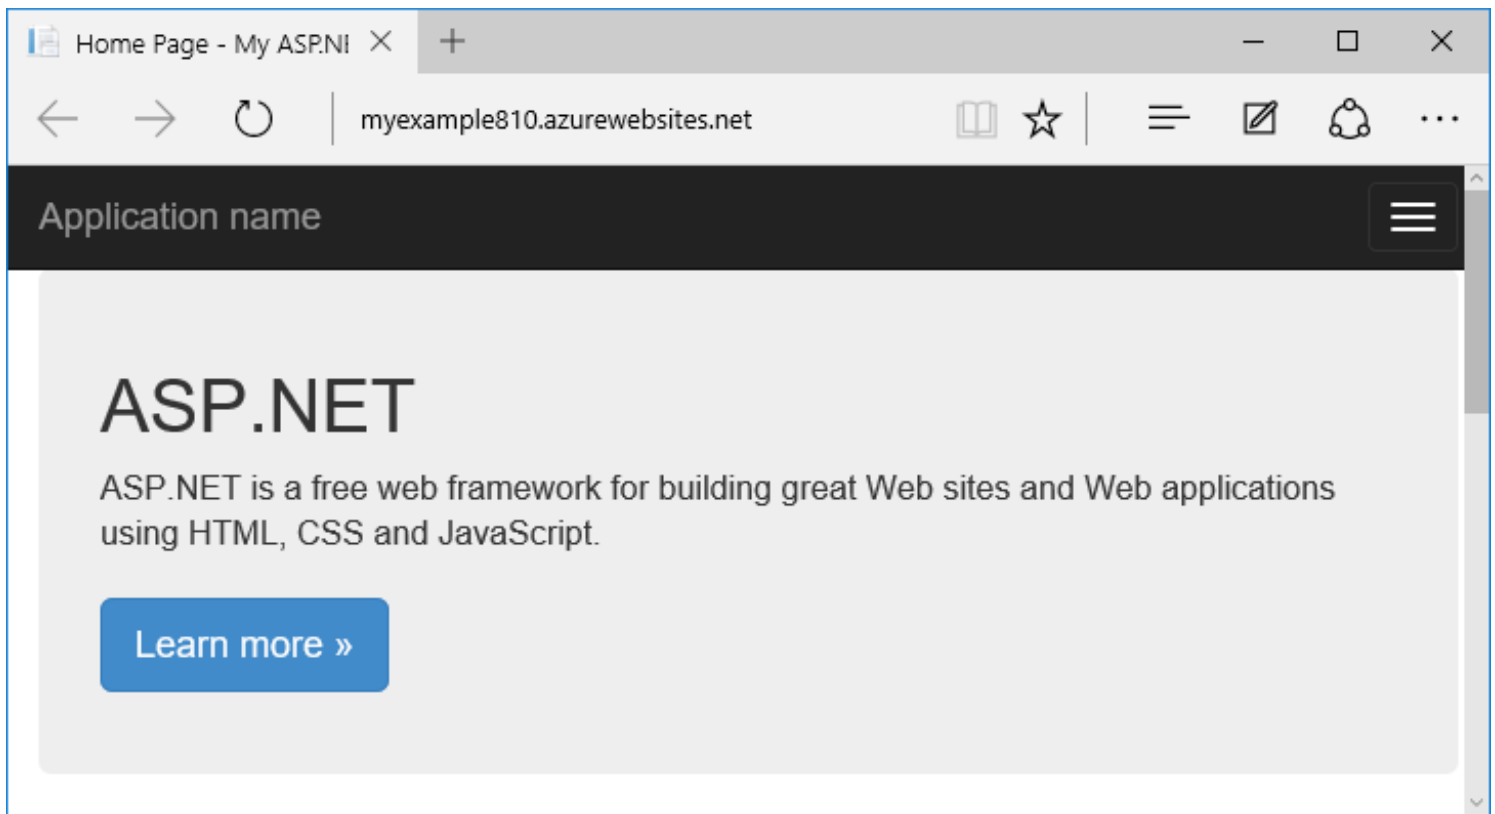 Home Page - My ASP.NI
myexample810.azurewebsites.net
Application name
ASP.NET
ASP.NET is a free web framework for building great Web sites and Web applications
using HTML, CSS and JavaScript.
Learn more »